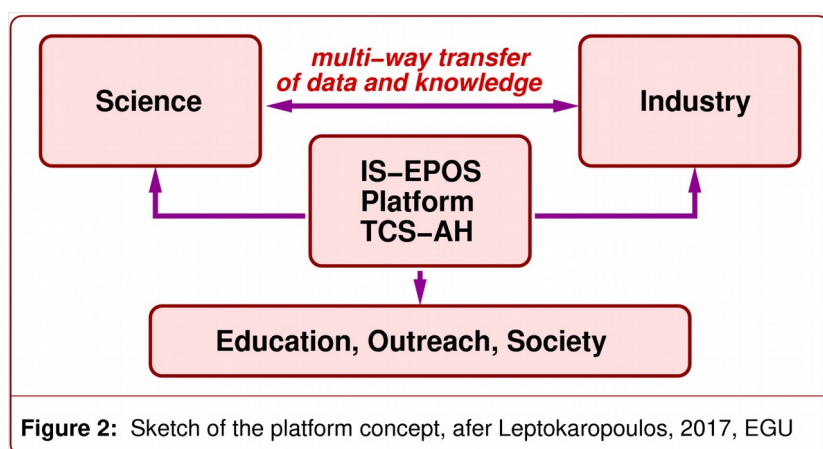 multi–way transfer
of data and knowledge
Science
Industry
IS–EPOS
Platform
TCS–AH
Education, Outreach, Society
Figure 2: Sketch of the platform concept, afer Leptokaropoulos, 2017, EGU